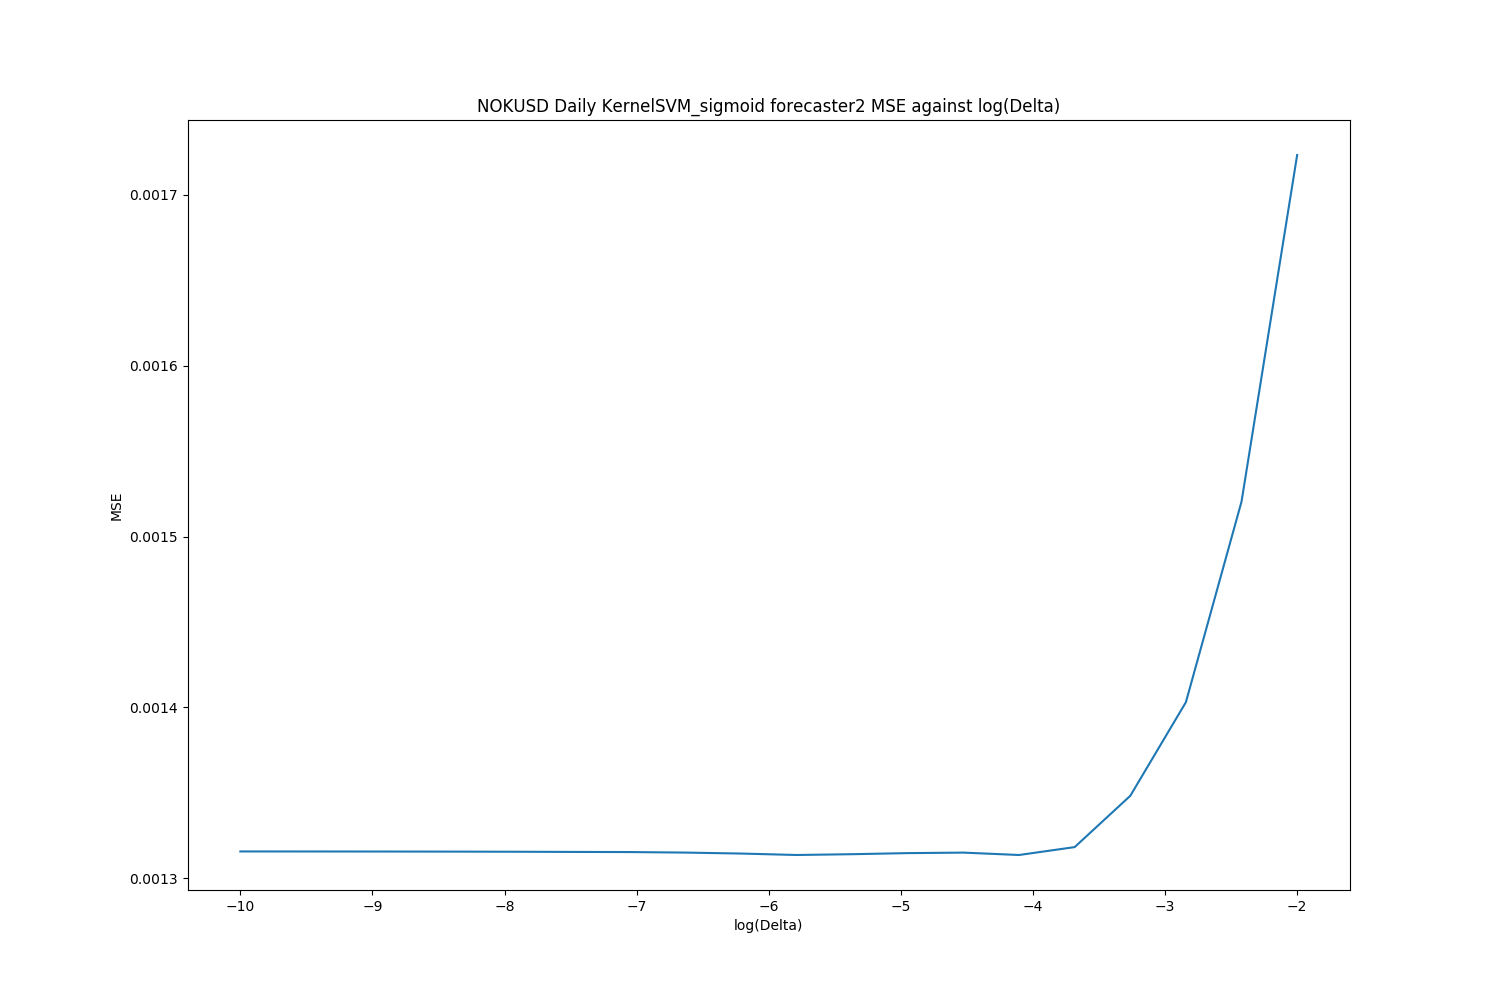 NOKUSD Daily KernelSVM_sigmoid forecaster2 MSE against log(Delta)
0.0017
0.0016
0.0015
0.0014
0.0013
MSE
−10 −9 −8 −7 −6 −5 −4 −3 −2
log(Delta)